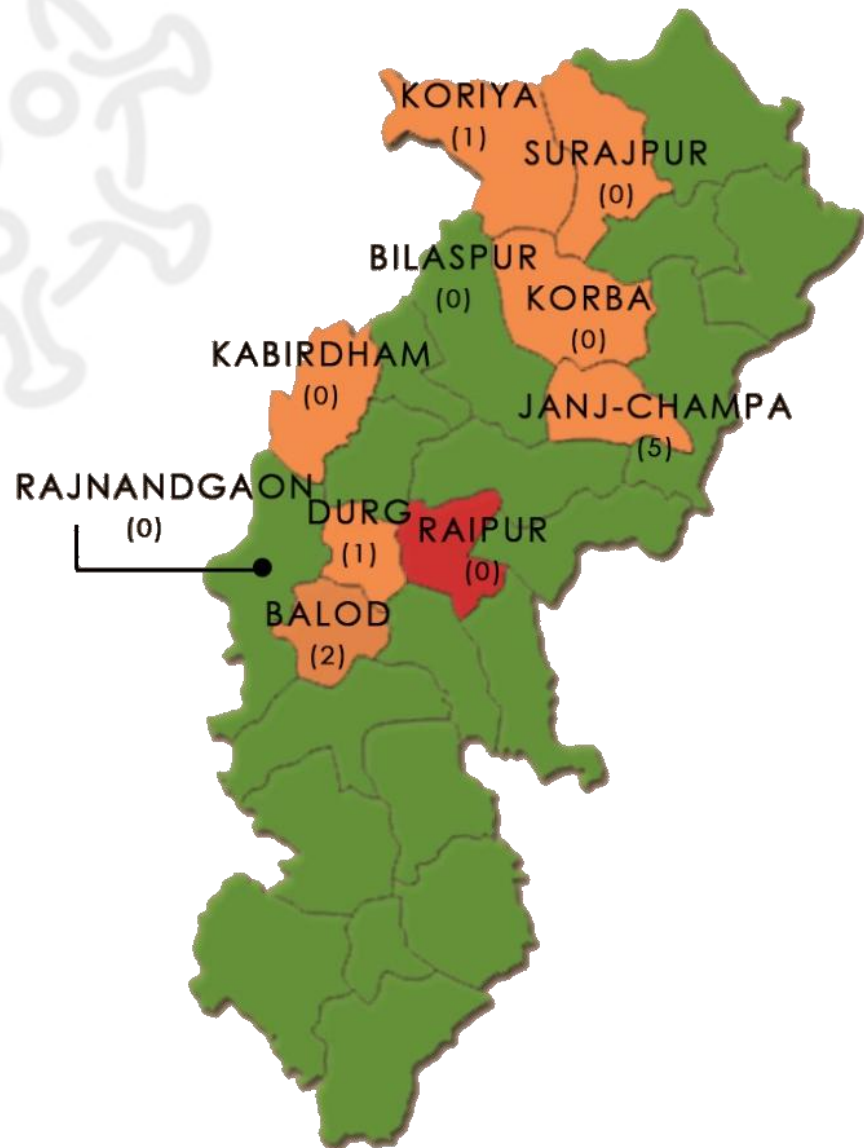 KORIYA
(1)
SURAJPUR
(0)
BILASPUR
(0)
KORBA
(0)
KABIRDHAM
(0)
JANJ-CHAMPA
(5)
RAJNANDGAON
(0)
DURG
(1)
RAIPUR
(0)
BALOD
(2)